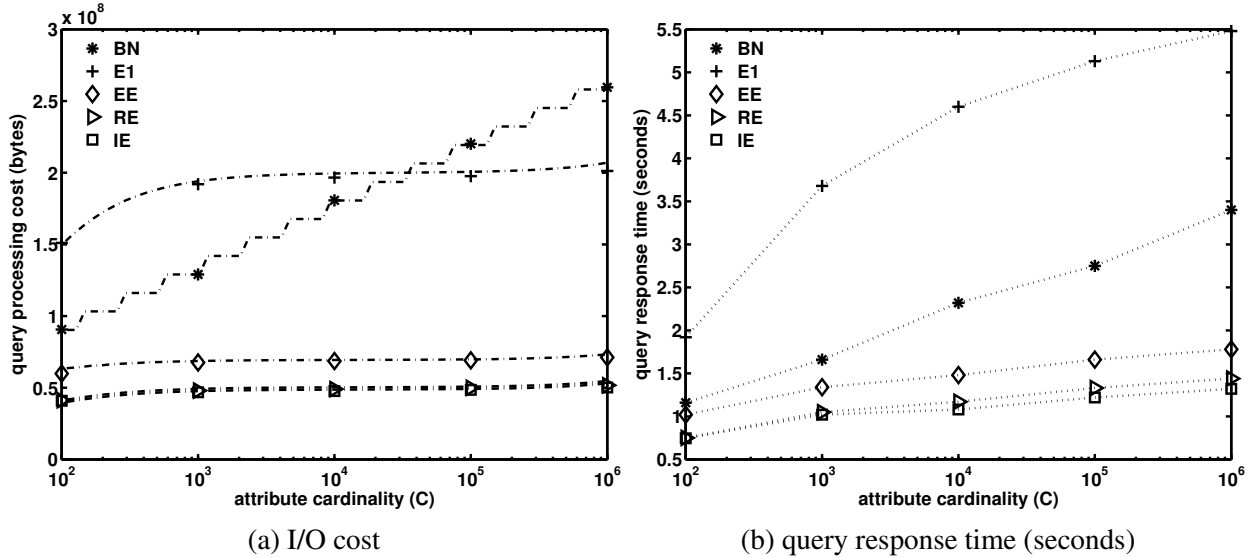 x 10^8
3
2.5
2
1.5
1
0.5
0
query processing cost (bytes)
BN
E1
EE
RE
IE
10^2
10^3
10^4
10^5
10^6
attribute cardinality (C)
(a) I/O cost
5.5
5
4.5
4
3.5
3
2.5
2
1.5
1
0.5
query response time (seconds)
BN
E1
EE
RE
IE
10^2
10^3
10^4
10^5
10^6
attribute cardinality (C)
(b) query response time (seconds)